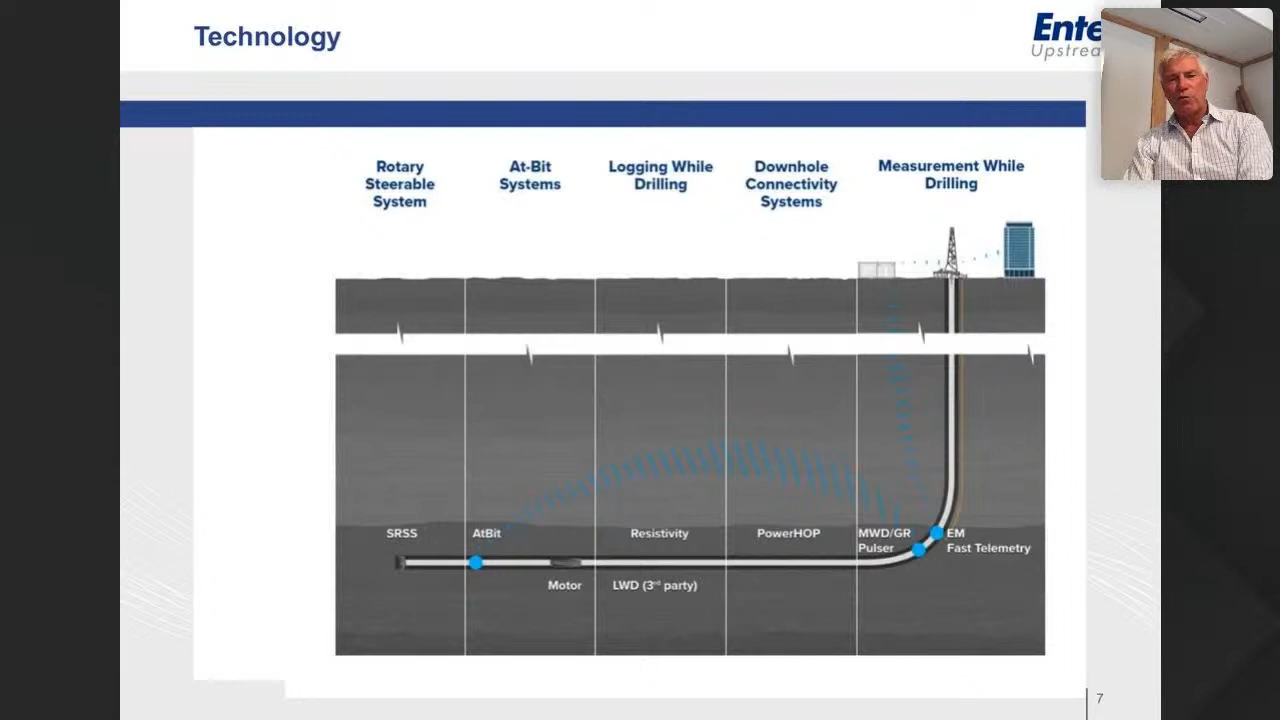 Technology
Ente
Upstrea
Rotary
Steerable
System
At-Bit
Systems
Logging While
Drilling
Downhole
Connectivity
Systems
Measurement While
Drilling
SRSS
AtBit
Resistivity
PowerHOP
MWD/GR
Pulser
EM
Fast Telemetry
Motor
LWD (3rd party)
7